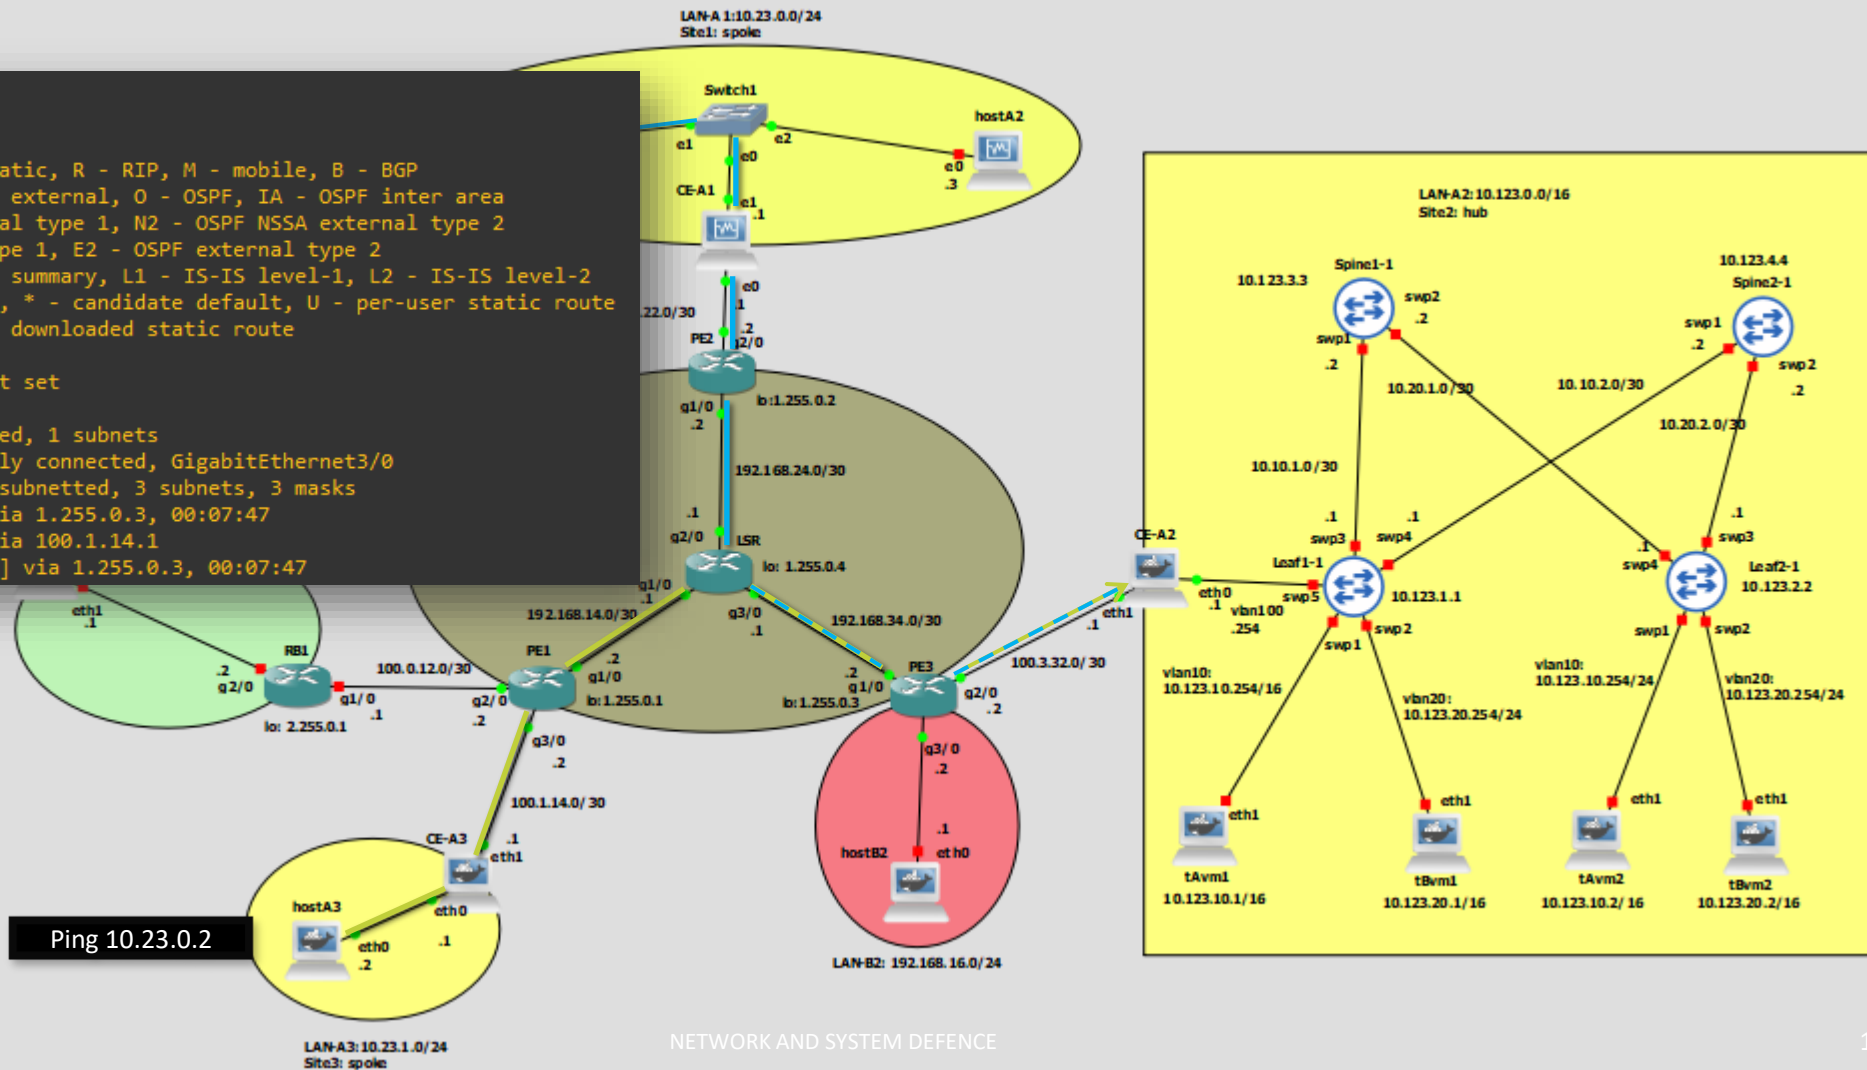 LAN-A 1:10.23.0.0/24
Site1: spoke
Switch1
hostA2
e1
e2
e0
e0
.3
CE-A1
e1
.1
atic, R - RIP, M - mobile, B - BGP
external, O - OSPF, IA - OSPF inter area
al type 1, N2 - OSPF NSSA external type 2
pe 1, E2 - OSPF external type 2
summary, L1 - IS-IS level-1, L2 - IS-IS level-2
, * - candidate default, U - per-user static route
downloaded static route
t set
ed, 1 subnets
ly connected, GigabitEthernet3/0
subnetted, 3 subnets, 3 masks
ia 1.255.0.3, 00:07:47
ia 100.1.14.1
] via 1.255.0.3, 00:07:47
e0
.1
.22.0/30
.2
PE2
g2/0
lo:1.255.0.2
g1/0
.2
192.168.24.0/30
.1
g2/0
LSR
lo: 1.255.0.4
g1/0
.1
g3/0
.1
192.168.14.0/30
192.168.34.0/30
eth1
.1
RB1
.2
g2/0
100.0.12.0/30
g1/0
.1
lo: 2.255.0.1
PE1
.2
g1/0
g2/0
.2
lo:1.255.0.1
g3/0
.2
100.1.14.0/30
PE3
.2
g1/0
lo:1.255.0.3
g2/0
.2
100.3.32.0/30
g3/0
.2
.1
hostB2
eth0
LAN-B2: 192.168.16.0/24
CE-A3
.1
eth1
hostA3
eth0
.1
eth0
.2
Ping 10.23.0.2
LAN-A3:10.23.1.0/24
Site3: spoke
LAN-A2:10.123.0.0/16
Site2: hub
Spine1-1
10.123.3.3
swp2
.2
swp1
.2
10.123.4.4
Spine2-1
swp1
.2
swp2
.2
10.20.1.0/30
10.10.2.0/30
10.20.2.0/30
10.10.1.0/30
CE-A2
eth0
.1
eth1
.1
vlan100
.254
.1
swp3
.1
swp4
Leaf1-1
swp5
10.123.1.1
swp1
swp2
.1
swp3
.1
swp4
Leaf2-1
10.123.2.2
swp1
swp2
vlan10:
10.123.10.254/16
vlan20:
10.123.20.254/24
vlan10:
10.123.10.254/24
vlan20:
10.123.20.254/24
eth1
eth1
eth1
eth1
tAvm1
10.123.10.1/16
tBvm1
10.123.20.1/16
tAvm2
10.123.10.2/16
tBvm2
10.123.20.2/16
NETWORK AND SYSTEM DEFENCE
1